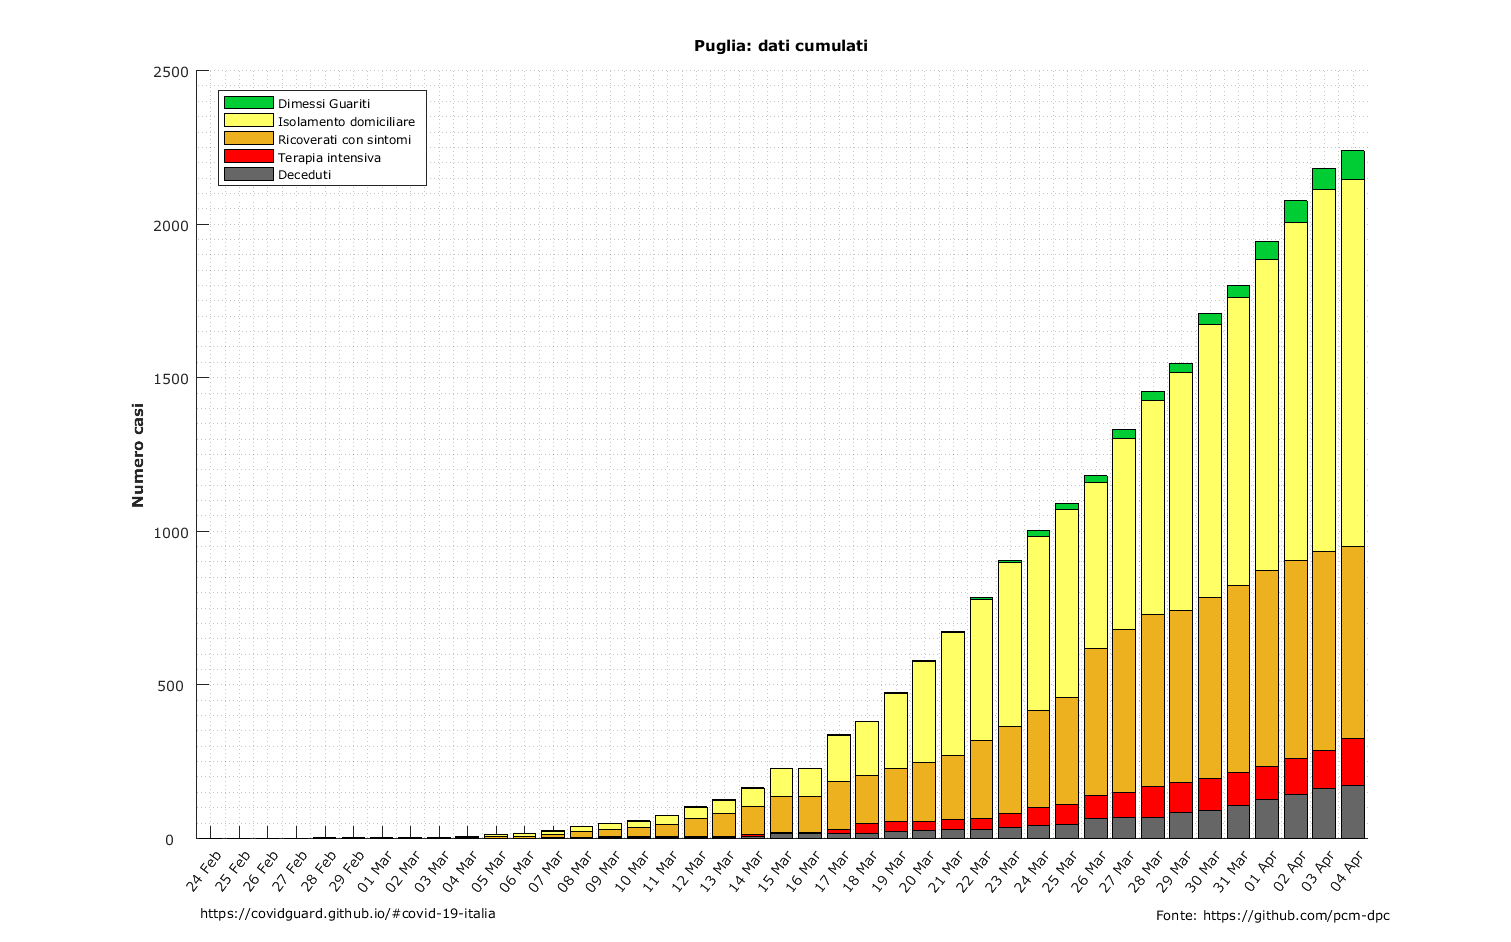 Puglia: dati cumulati
2500
2000
1500
1000
500
0
Numero casi
Dimessi Guariti
Isolamento domiciliare
Ricoverati con sintomi
Terapia intensiva
Deceduti
24 Feb
25 Feb
26 Feb
27 Feb
28 Feb
29 Feb
01 Mar
02 Mar
03 Mar
04 Mar
05 Mar
06 Mar
07 Mar
08 Mar
09 Mar
10 Mar
11 Mar
12 Mar
13 Mar
14 Mar
15 Mar
16 Mar
17 Mar
18 Mar
19 Mar
20 Mar
21 Mar
22 Mar
23 Mar
24 Mar
25 Mar
26 Mar
27 Mar
28 Mar
29 Mar
30 Mar
31 Mar
01 Apr
02 Apr
03 Apr
04 Apr
https://covidguard.github.io/#covid-19-italia
Fonte: https://github.com/pcm-dpc